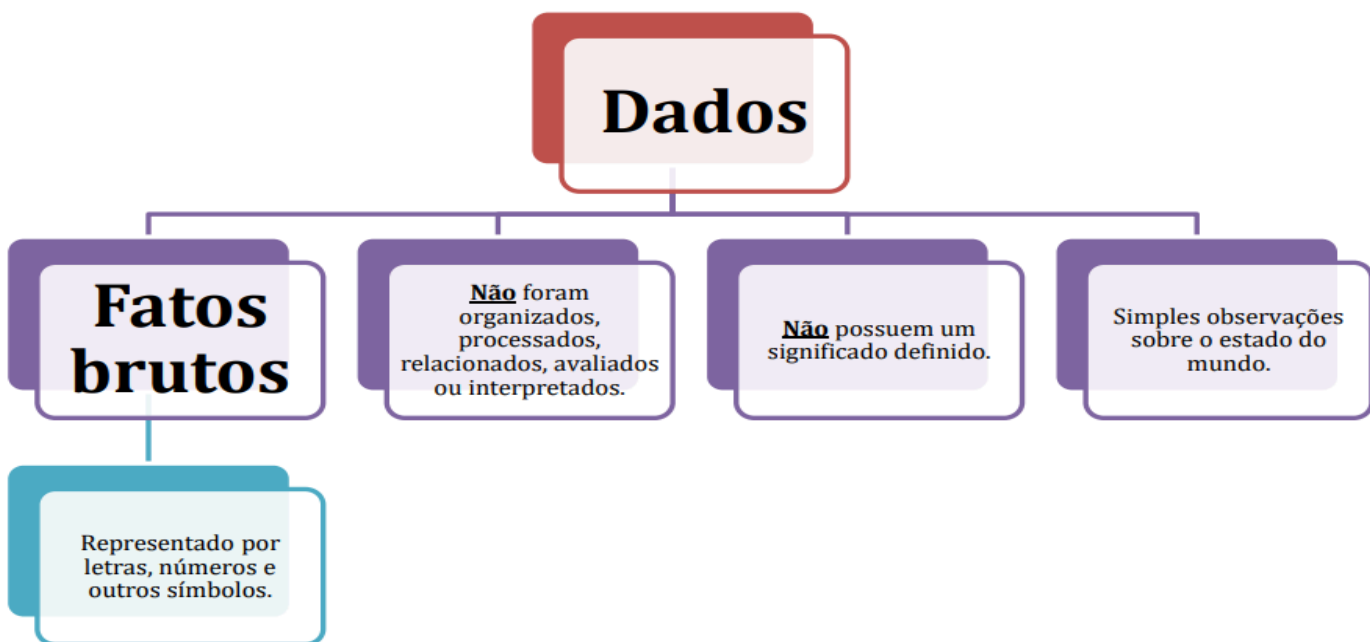 Dados
Fatos
brutos
Não foram
organizados,
processados,
relacionados, avaliados
ou interpretados.
Não possuem um
significado definido.
Simples observações
sobre o estado do
mundo.
Representado por
letras, números e
outros símbolos.